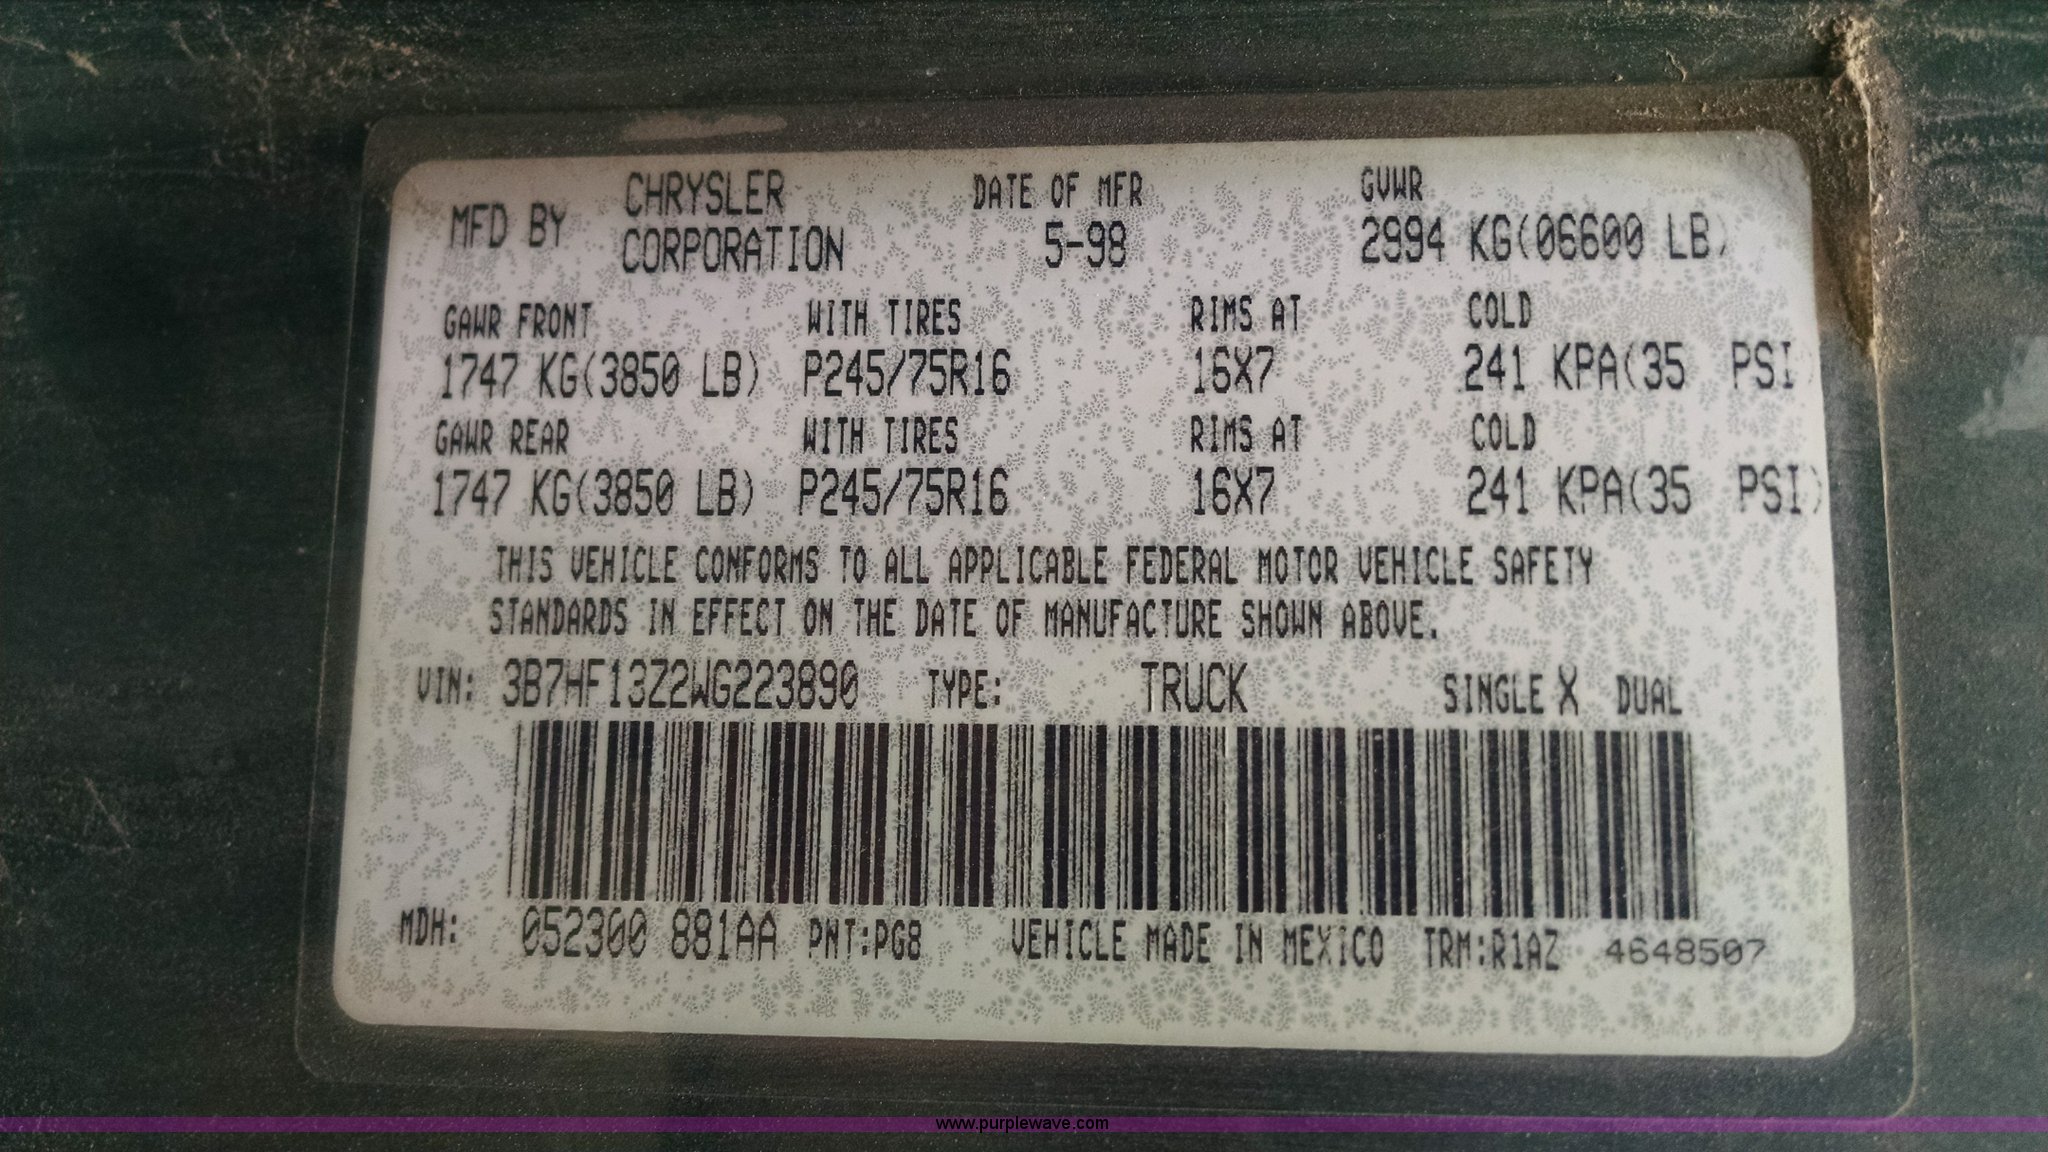 MFD BY CHRYSLER CORPORATION DATE OF MFR 5-98 GVWR 2994 KG(06600 LB)
GAWR FRONT WITH TIRES RIMS AT COLD
1747 KG(3850 LB) P245/75R16 16X7 241 KPA(35 PSI)
GAWR REAR WITH TIRES RIMS AT COLD
1747 KG(3850 LB) P245/75R16 16X7 241 KPA(35 PSI)
THIS VEHICLE CONFORMS TO ALL APPLICABLE FEDERAL MOTOR VEHICLE SAFETY
STANDARDS IN EFFECT ON THE DATE OF MANUFACTURE SHOWN ABOVE.
VIN: 3B7HF13Z2WG223890 TYPE: TRUCK SINGLE X DUAL
MDH: 052300 881AA PNT:PG8 VEHICLE MADE IN MEXICO TRM:R1AZ 4648507
www.purplewave.com